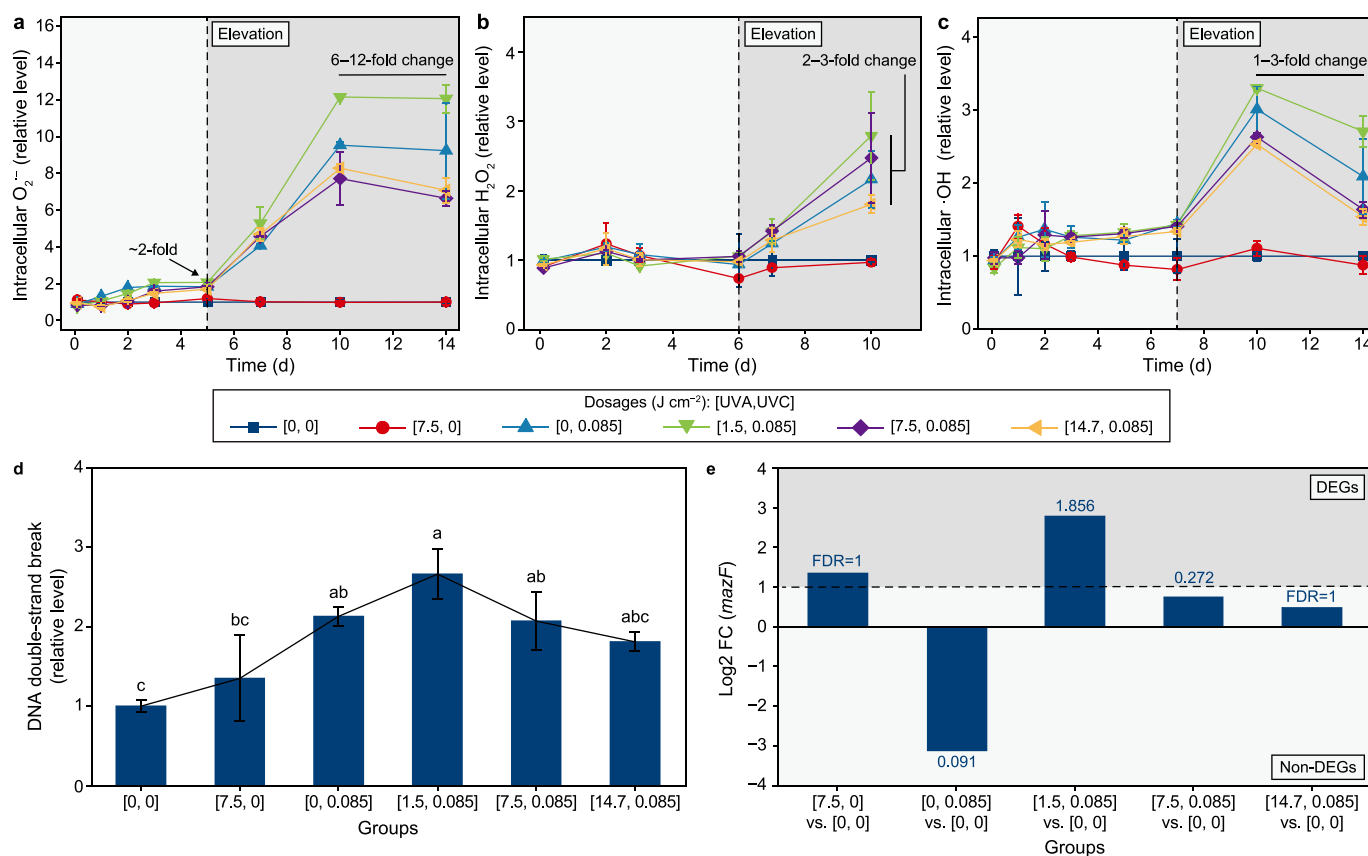 a
Elevation
6–12-fold change
~2-fold
Intracellular O₂·− (relative level)
16
14
12
10
8
6
4
2
0
0
2
4
6
8
10
12
14
Time (d)
b
Elevation
2–3-fold change
Intracellular H₂O₂ (relative level)
4
3
2
1
0
0
2
4
6
8
10
Time (d)
c
Elevation
1–3-fold change
Intracellular ·OH (relative level)
4
3
2
1
0
0
2
4
6
8
10
12
14
Time (d)
Dosages (J cm⁻²): [UVA,UVC]
[0, 0]
[7.5, 0]
[0, 0.085]
[1.5, 0.085]
[7.5, 0.085]
[14.7, 0.085]
d
DNA double-strand break
(relative level)
4
3
2
1
0
c
bc
ab
a
ab
abc
[0, 0]
[7.5, 0]
[0, 0.085]
[1.5, 0.085]
[7.5, 0.085]
[14.7, 0.085]
Groups
e
Log2 FC (mazF)
4
3
2
1
0
−1
−2
−3
−4
DEGs
FDR=1
0.091
1.856
0.272
FDR=1
Non-DEGs
[7.5, 0]
vs. [0, 0]
[0, 0.085]
vs. [0, 0]
[1.5, 0.085]
vs. [0, 0]
[7.5, 0.085]
vs. [0, 0]
[14.7, 0.085]
vs. [0, 0]
Groups